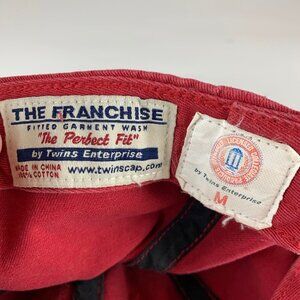 THE FRANCHISE
FITTED GARMENT WASH
"The Perfect Fit"
by Twins Enterprise
MADE IN CHINA
100% COTTON
www.twinscap.com
by Twins Enterprise
M